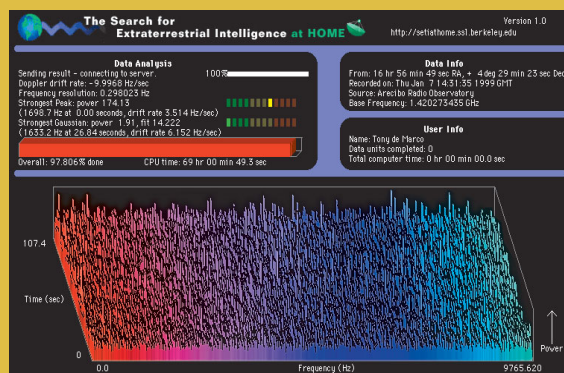 The Search for
Extraterrestrial Intelligence at HOME
Version 1.0
http://setiathome.ssl.berkeley.edu
Data Analysis
Sending result - connecting to server. 100%
Doppler drift rate: -9.9968 Hz/sec)
Frequency resolution: 0.298023 Hz
Strongest Peak: power 174.13
(1698.7 Hz at 0.00 seconds, drift rate 3.514 Hz/sec)
Strongest Gaussian: power 1.91, fit 14.222
(1633.2 Hz at 26.84 seconds, drift rate 6.152 Hz/sec)
Overall: 97.806% done CPU time: 69 hr 00 min 49.3 sec
Data Info
From: 16 hr 56 min 49 sec RA, + 4 deg 29 min 23 sec Dec
Recorded on: Thu Jan 7 14:31:35 1999 GMT
Source: Arecibo Radio Observatory
Base Frequency: 1.420273435 GHz
User Info
Name: Tony de Marco
Data units completed: 0
Total computer time: 0 hr 00 min 00.0 sec
107.4
Time (sec)
0
0.0
Frequency (Hz)
9765.620
Power